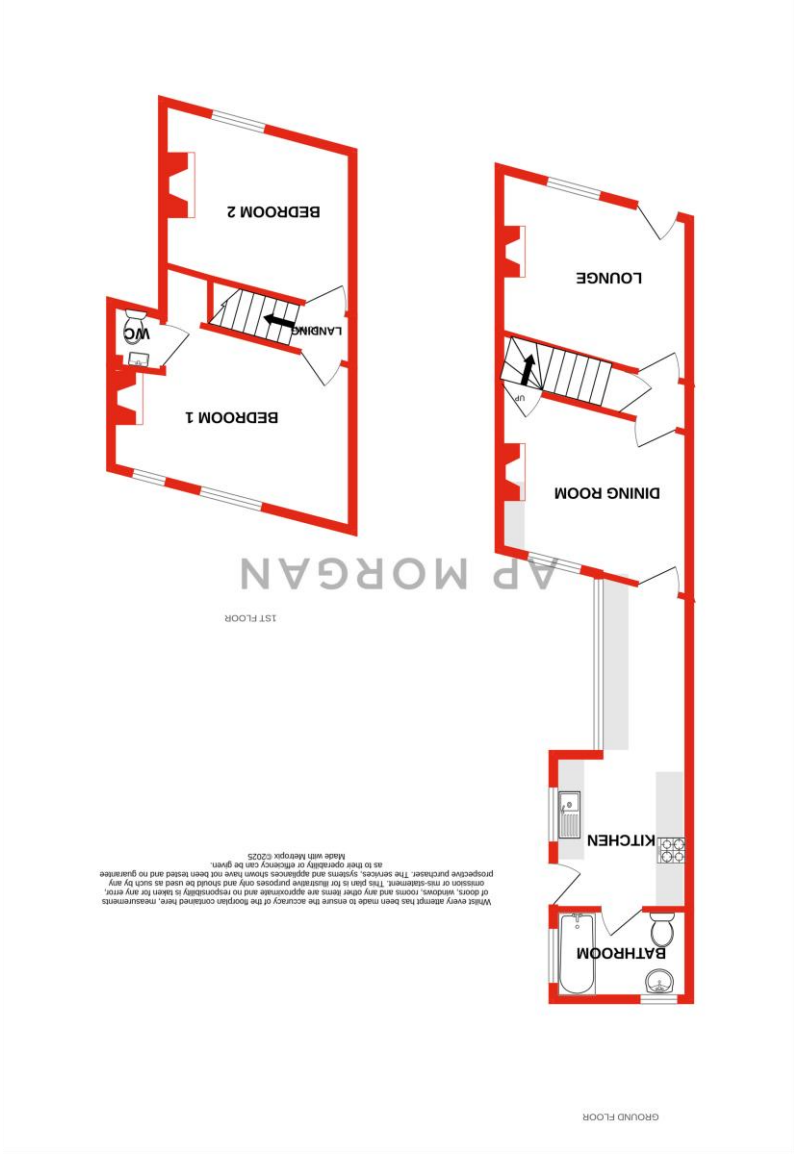 GROUND FLOOR
BATHROOM
KITCHEN
DINING ROOM
UP
LOUNGE
1ST FLOOR
BEDROOM 1
WC
LANDING
BEDROOM 2
AP MORGAN
Whilst every attempt has been made to ensure the accuracy of the floorplan contained here, measurements
of doors, windows, rooms and any other items are approximate and no responsibility is taken for any error,
omission or mis-statement. This plan is for illustrative purposes only and should be used as such by any
prospective purchaser. The services, systems and appliances shown have not been tested and no guarantee
as to their operability or efficiency can be given.
Made with Metropix ©2025